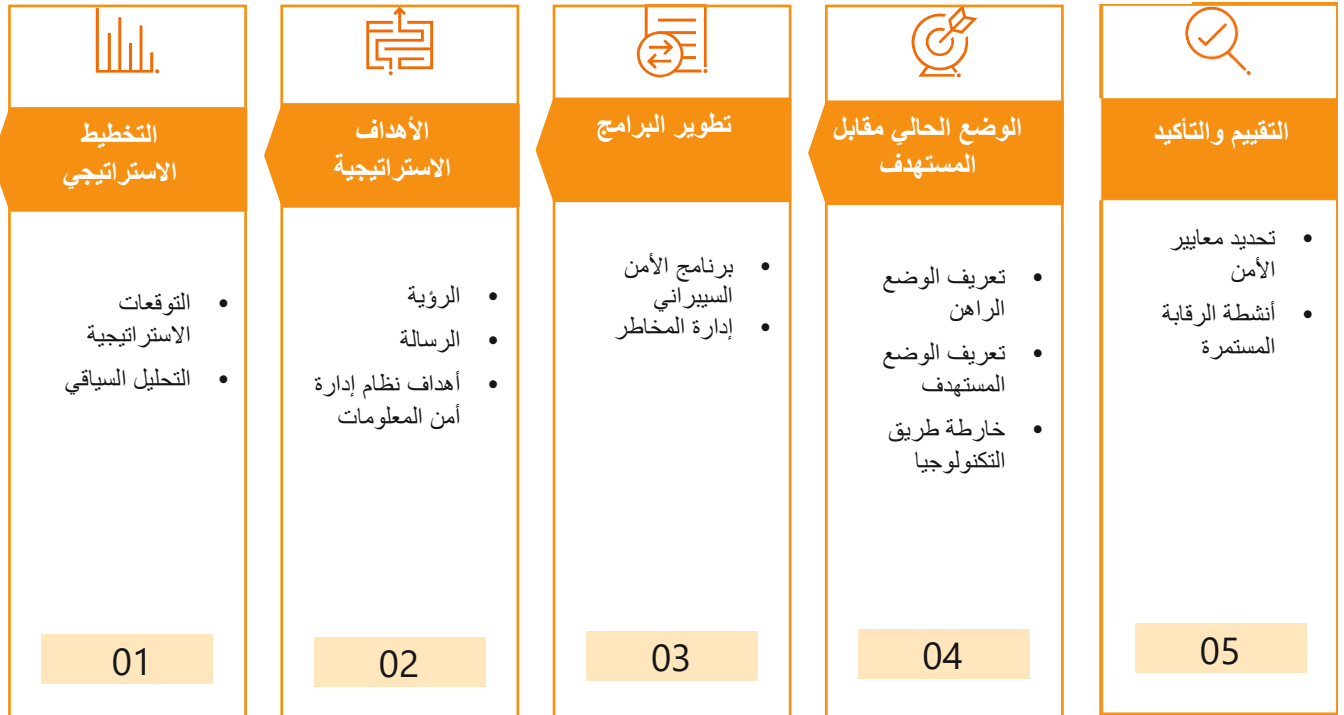 التخطيط
الاستراتيجي
• التوقعات
الاستراتيجية
• التحليل السياقي
01
الأهداف
الاستراتيجية
• الرؤية
• الرسالة
• أهداف نظام إدارة
أمن المعلومات
02
تطوير البرامج
• برنامج الأمن
السيبراني
• إدارة المخاطر
03
الوضع الحالي مقابل
المستهدف
• تعريف الوضع
الراهن
• تعريف الوضع
المستهدف
• خارطة طريق
التكنولوجيا
04
التقييم والتأكيد
• تحديد معايير
الأمن
• أنشطة الرقابة
المستمرة
05